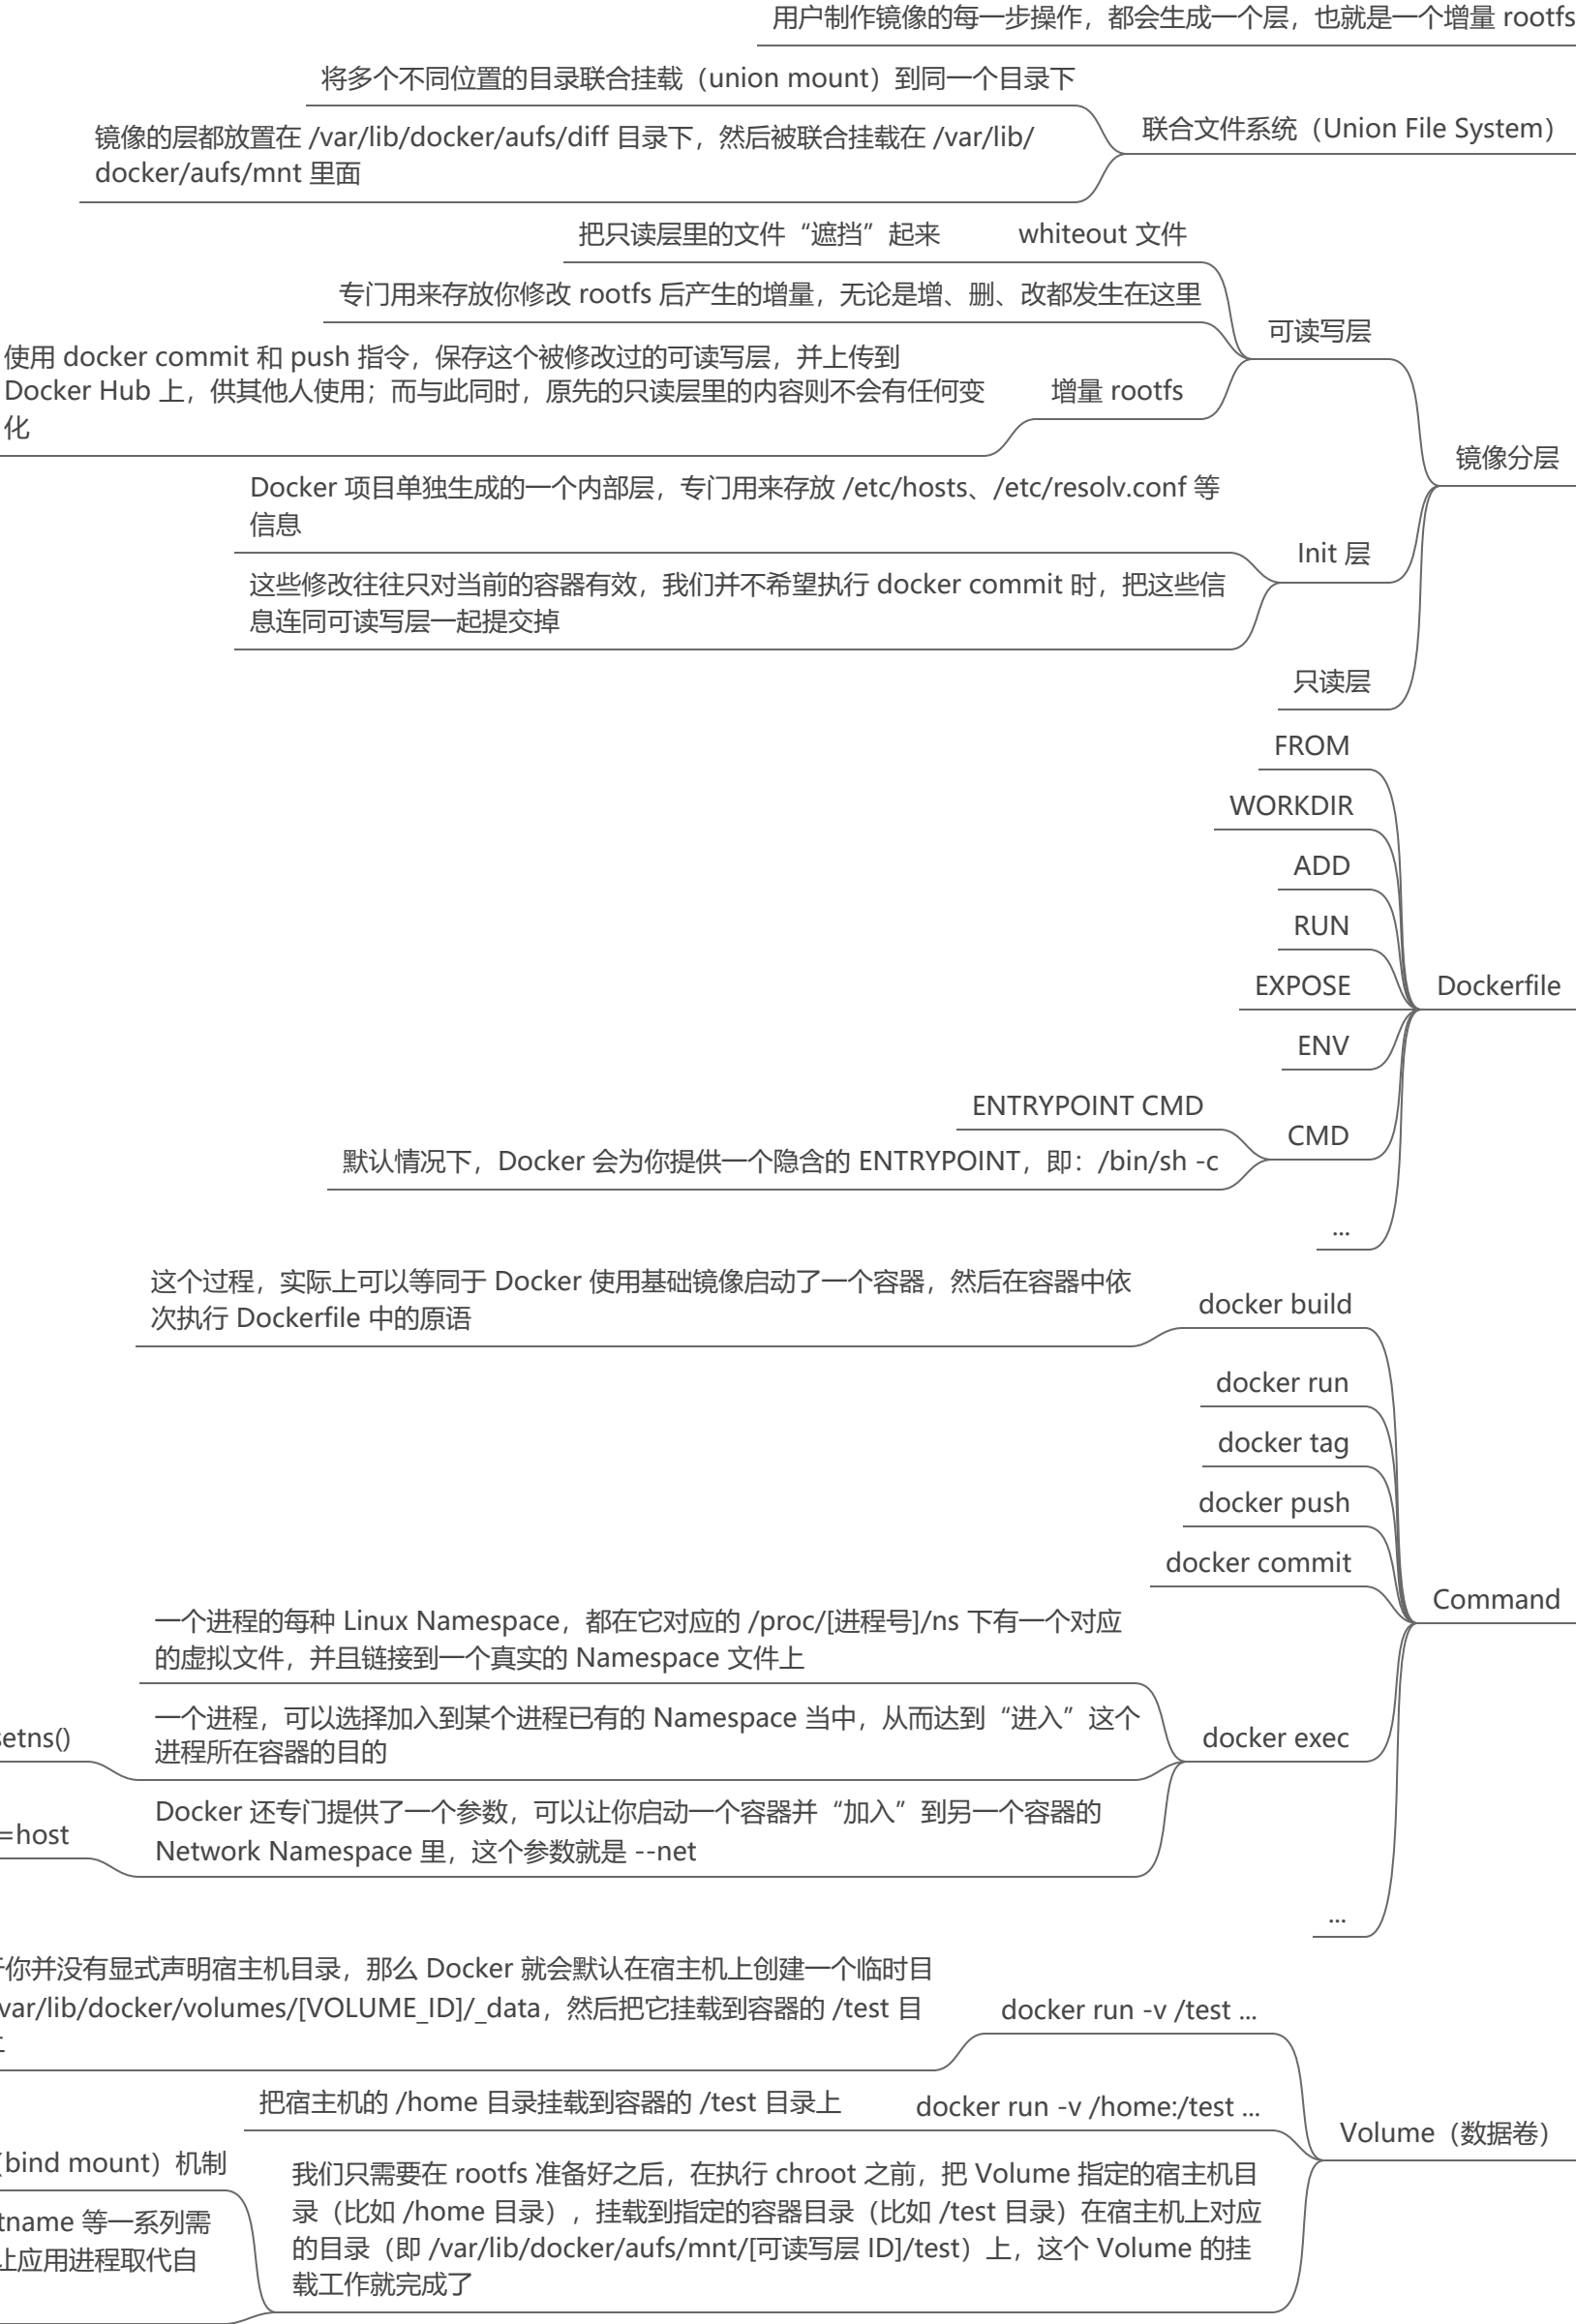 用户制作镜像的每一步操作，都会生成一个层，也就是一个增量 rootfs
将多个不同位置的目录联合挂载（union mount）到同一个目录下
联合文件系统（Union File System）
镜像的层都放置在 /var/lib/docker/aufs/diff 目录下，然后被联合挂载在 /var/lib/
docker/aufs/mnt 里面
把只读层里的文件“遮挡”起来
whiteout 文件
专门用来存放你修改 rootfs 后产生的增量，无论是增、删、改都发生在这里
可读写层
使用 docker commit 和 push 指令，保存这个被修改过的可读写层，并上传到
Docker Hub 上，供其他人使用；而与此同时，原先的只读层里的内容则不会有任何变
化
增量 rootfs
镜像分层
Docker 项目单独生成的一个内部层，专门用来存放 /etc/hosts、/etc/resolv.conf 等
信息
Init 层
这些修改往往只对当前的容器有效，我们并不希望执行 docker commit 时，把这些信
息连同可读写层一起提交掉
只读层
FROM
WORKDIR
ADD
RUN
EXPOSE
Dockerfile
ENV
ENTRYPOINT CMD
CMD
默认情况下，Docker 会为你提供一个隐含的 ENTRYPOINT，即：/bin/sh -c
...
这个过程，实际上可以等同于 Docker 使用基础镜像启动了一个容器，然后在容器中依
次执行 Dockerfile 中的原语
docker build
docker run
docker tag
docker push
docker commit
Command
一个进程的每种 Linux Namespace，都在它对应的 /proc/[进程号]/ns 下有一个对应
的虚拟文件，并且链接到一个真实的 Namespace 文件上
etns()
一个进程，可以选择加入到某个进程已有的 Namespace 当中，从而达到“进入”这个
进程所在容器的目的
docker exec
=host
Docker 还专门提供了一个参数，可以让你启动一个容器并“加入”到另一个容器的
Network Namespace 里，这个参数就是 --net
...
你并没有显式声明宿主机目录，那么 Docker 就会默认在宿主机上创建一个临时目
var/lib/docker/volumes/[VOLUME_ID]/_data，然后把它挂载到容器的 /test 目
docker run -v /test ...
把宿主机的 /home 目录挂载到容器的 /test 目录上
docker run -v /home:/test ...
Volume（数据卷）
（bind mount）机制
我们只需要在 rootfs 准备好之后，在执行 chroot 之前，把 Volume 指定的宿主机目
录（比如 /home 目录），挂载到指定的容器目录（比如 /test 目录）在宿主机上对应
的目录（即 /var/lib/docker/aufs/mnt/[可读写层 ID]/test）上，这个 Volume 的挂
载工作就完成了
tname 等一系列需
让应用进程取代自